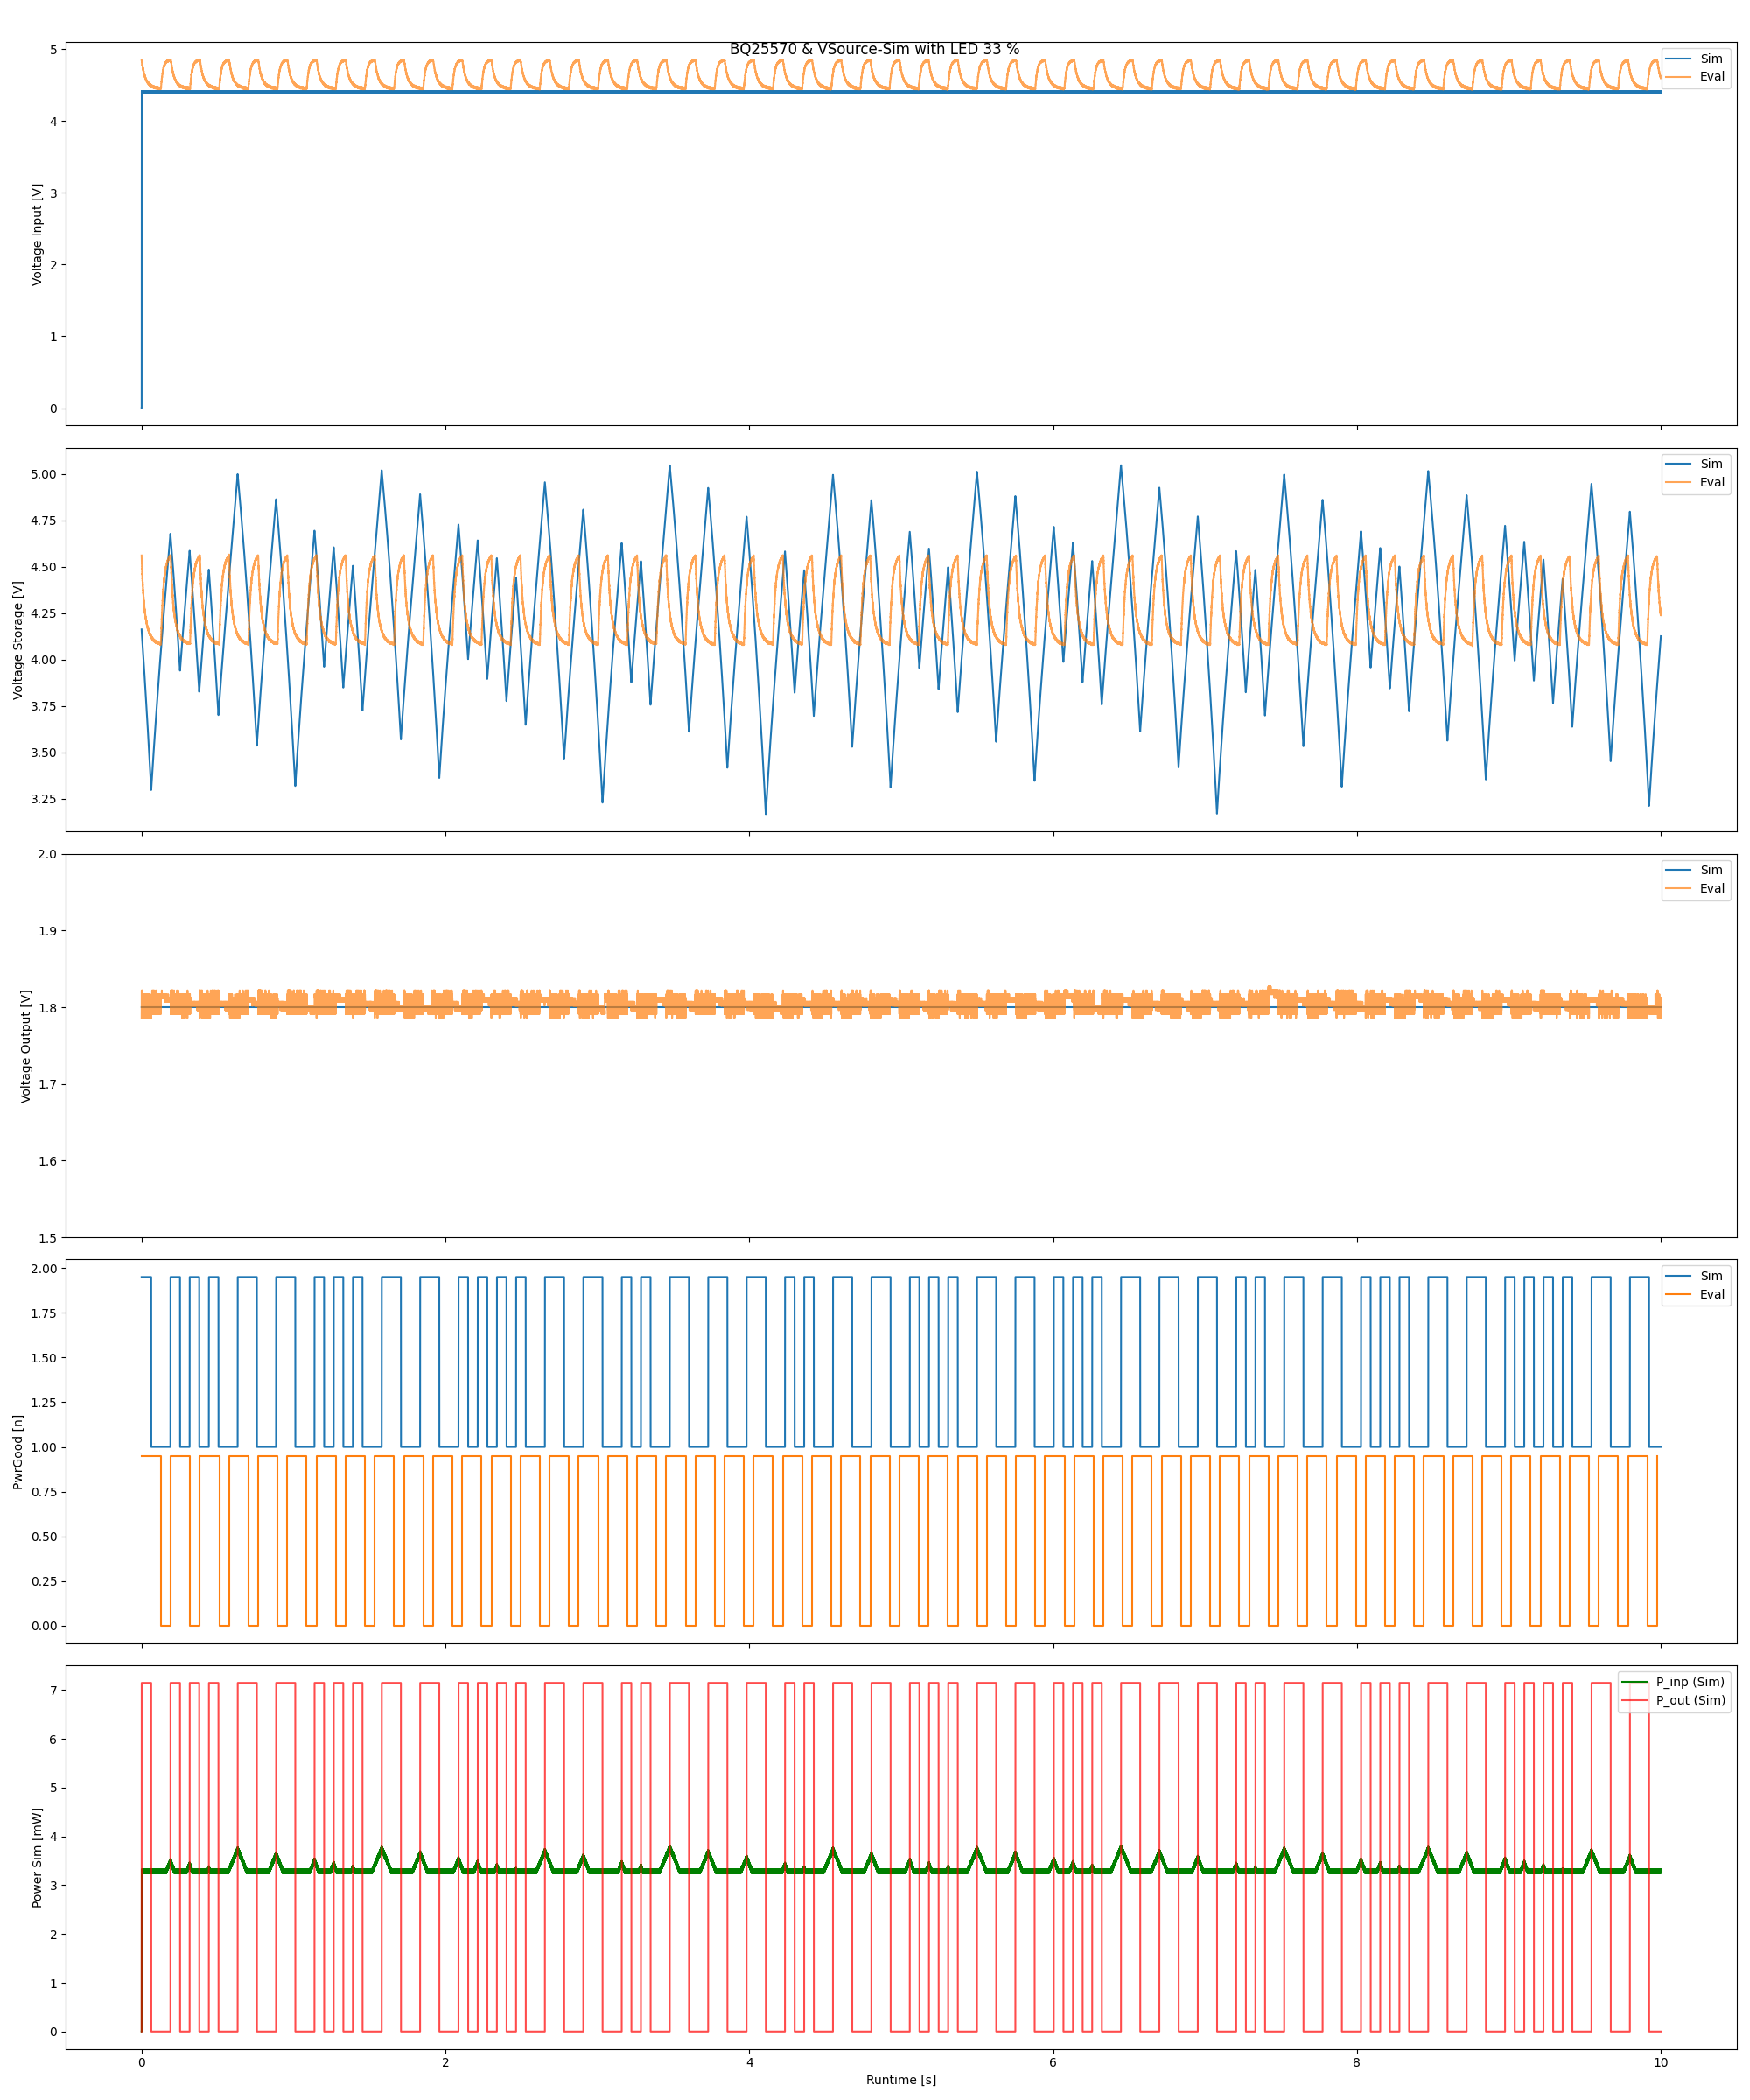 BQ25570 & VSource-Sim with LED 33 %
Voltage Input [V]
5
4
3
2
1
0
Sim
Eval
Voltage Storage [V]
5.00
4.75
4.50
4.25
4.00
3.75
3.50
3.25
Sim
Eval
Voltage Output [V]
2.0
1.9
1.8
1.7
1.6
1.5
Sim
Eval
PwrGood [n]
2.00
1.75
1.50
1.25
1.00
0.75
0.50
0.25
0.00
Sim
Eval
Power Sim [mW]
7
6
5
4
3
2
1
0
P_inp (Sim)
P_out (Sim)
0 2 4 6 8 10
Runtime [s]